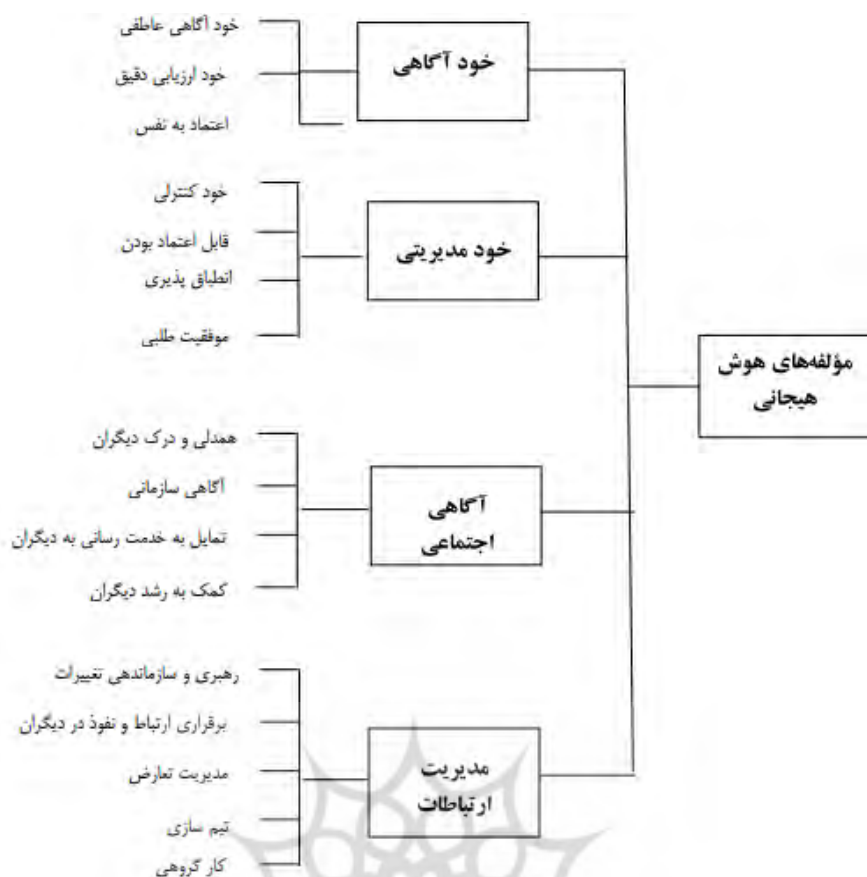 مؤلفه‌های هوش
هیجانی
خود آگاهی
خود آگاهی عاطفی
خود ارزیابی دقیق
اعتماد به نفس
خود مدیریتی
خود کنترلی
قابل اعتماد بودن
انطباق پذیری
موفقیت طلبی
آگاهی
اجتماعی
همدلی و درک دیگران
آگاهی سازمانی
تمایل به خدمت رسانی به دیگران
کمک به رشد دیگران
مدیریت
ارتباطات
رهبری و سازماندهی تغییرات
برقراری ارتباط و نفوذ در دیگران
مدیریت تعارض
تیم سازی
کار گروهی